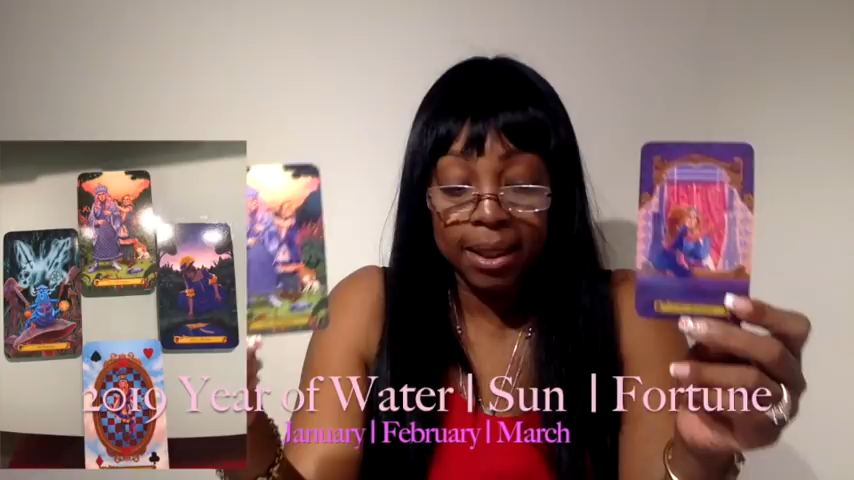 2019 Year of Water | Sun | Fortune
January | February | March